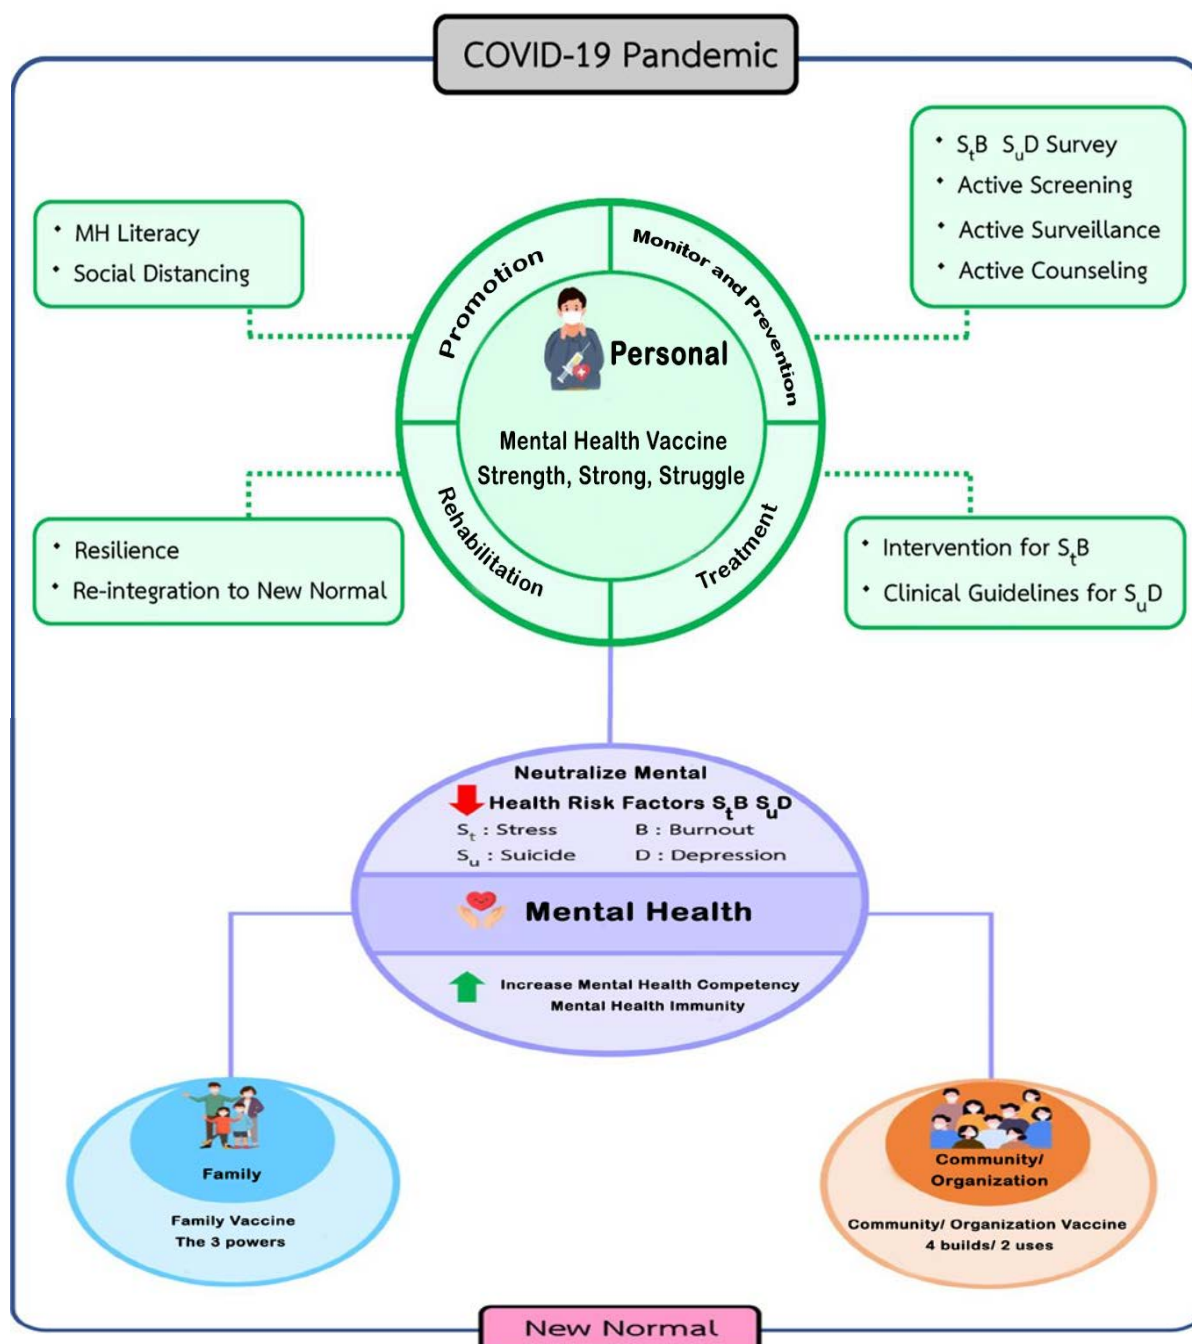 COVID-19 Pandemic
• MH Literacy
• Social Distancing
• StB SuD Survey
• Active Screening
• Active Surveillance
• Active Counseling
Promotion
Monitor and Prevention
Personal
Mental Health Vaccine
Strength, Strong, Struggle
Rehabilitation
Treatment
• Resilience
• Re-integration to New Normal
• Intervention for StB
• Clinical Guidelines for SuD
Neutralize Mental
Health Risk Factors StB SuD
St : Stress B : Burnout
Su : Suicide D : Depression
Mental Health
Increase Mental Health Competency
Mental Health Immunity
Family
Family Vaccine
The 3 powers
Community/
Organization
Community/ Organization Vaccine
4 builds/ 2 uses
New Normal